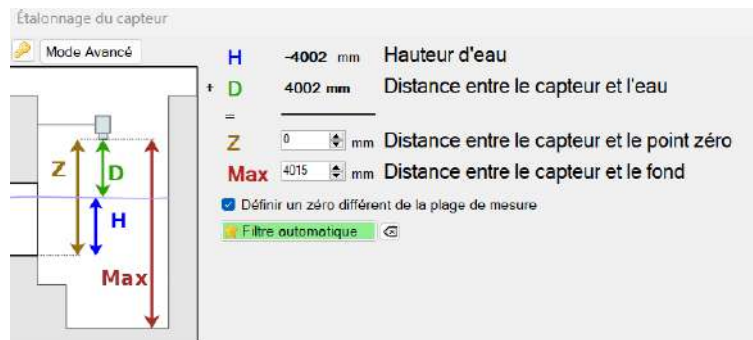 Étalonnage du capteur
Mode Avancé
H -4002 mm Hauteur d'eau
+ D 4002 mm Distance entre le capteur et l'eau
=
Z 0 mm Distance entre le capteur et le point zéro
Max 4015 mm Distance entre le capteur et le fond
Définir un zéro différent de la plage de mesure
Filtre automatique
Z
D
H
Max